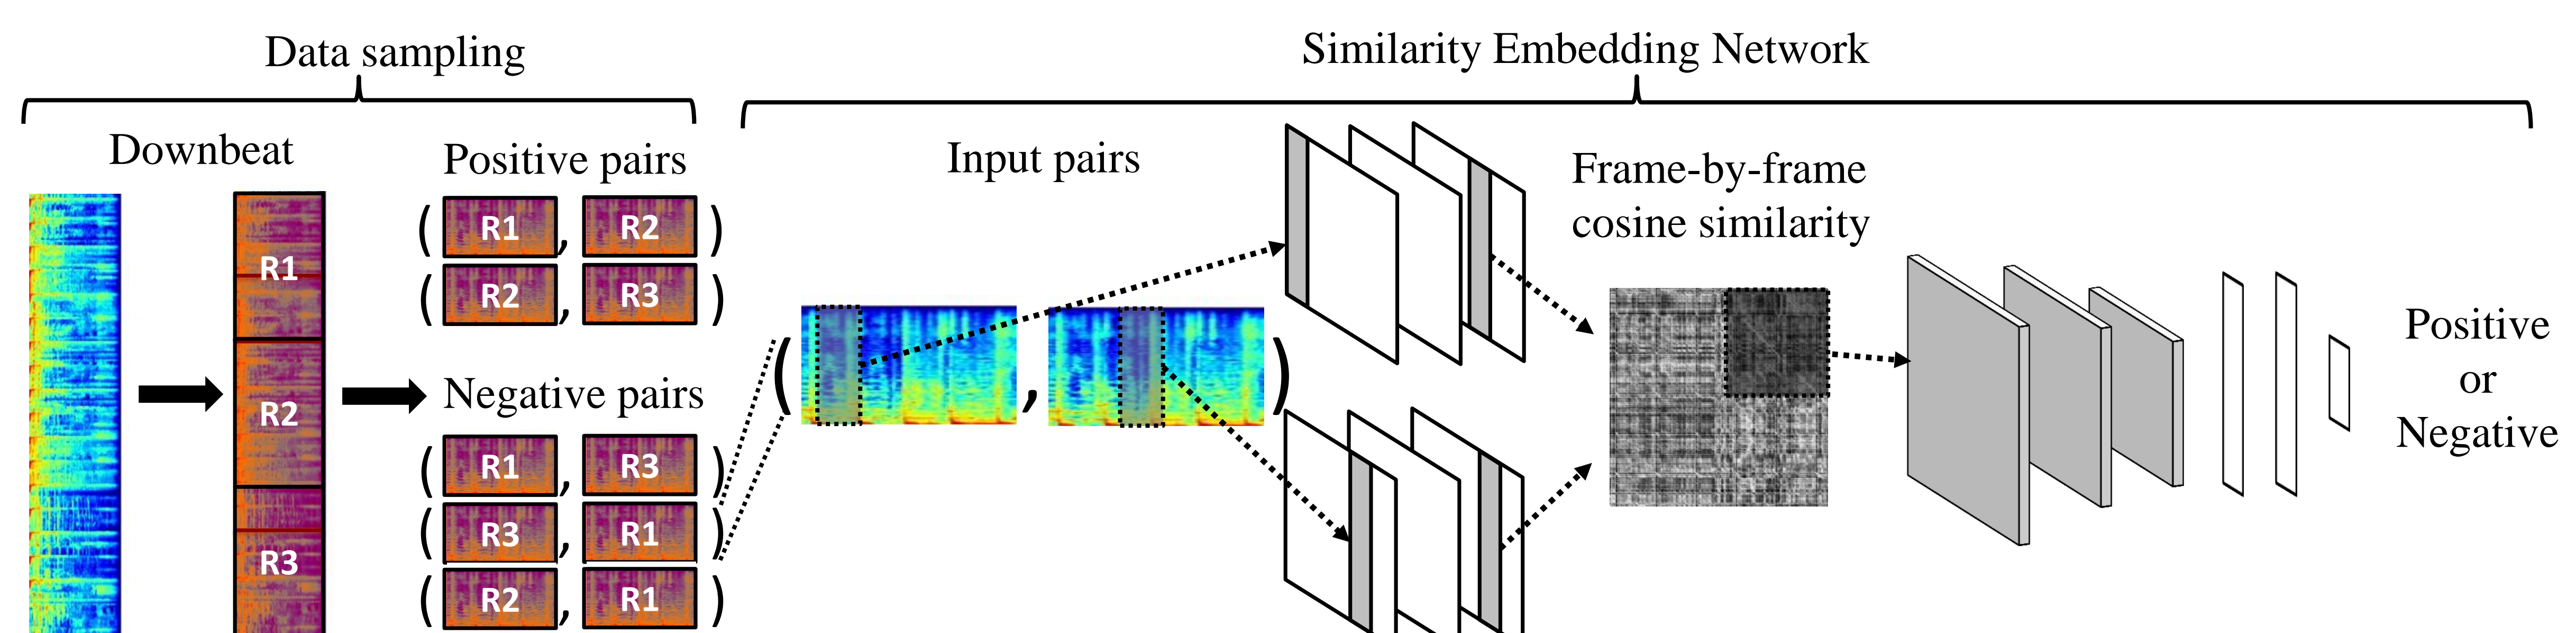 Data sampling
Similarity Embedding Network
Downbeat
Positive pairs
Input pairs
Frame-by-frame
cosine similarity
R1
R2
R3
( R1 , R2 )
( R2 , R3 )
Negative pairs
( R1 , R3 )
( R3 , R1 )
( R2 , R1 )
( , )
Positive
or
Negative